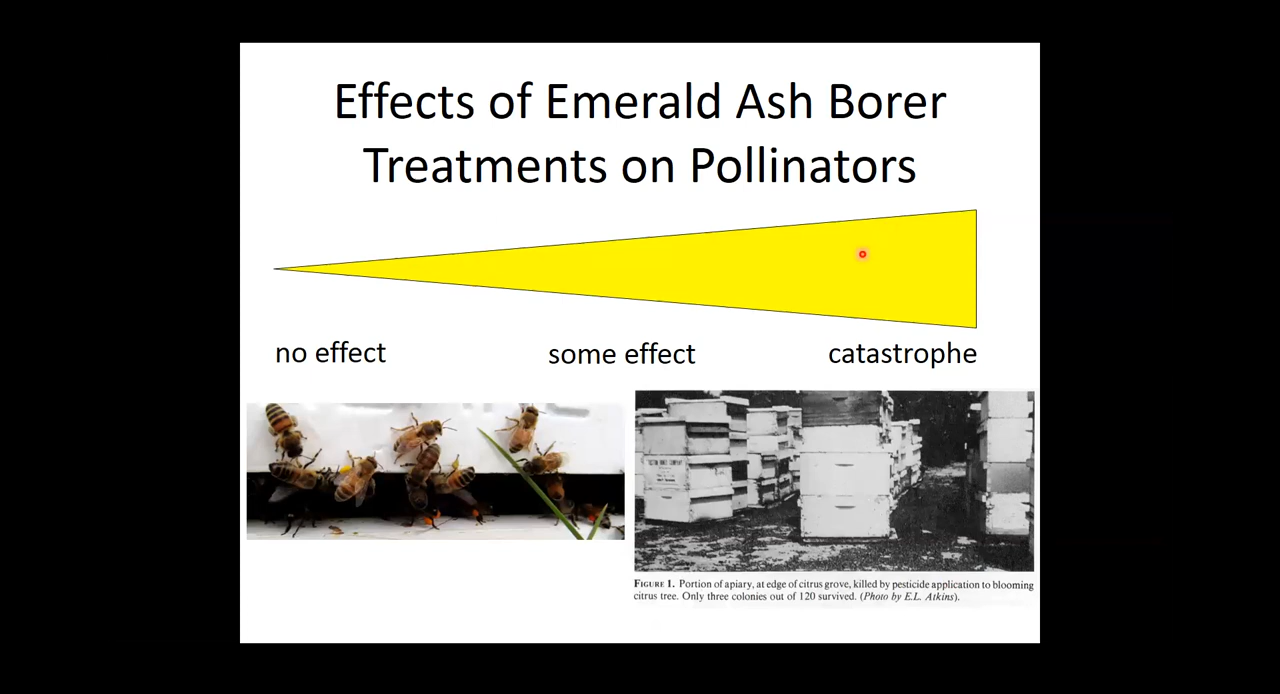 Effects of Emerald Ash Borer
Treatments on Pollinators
no effect
some effect
catastrophe
FIGURE 1. Portion of apiary, at edge of citrus grove, killed by pesticide application to blooming
citrus tree. Only three colonies out of 120 survived. (Photo by E.L. Atkins).